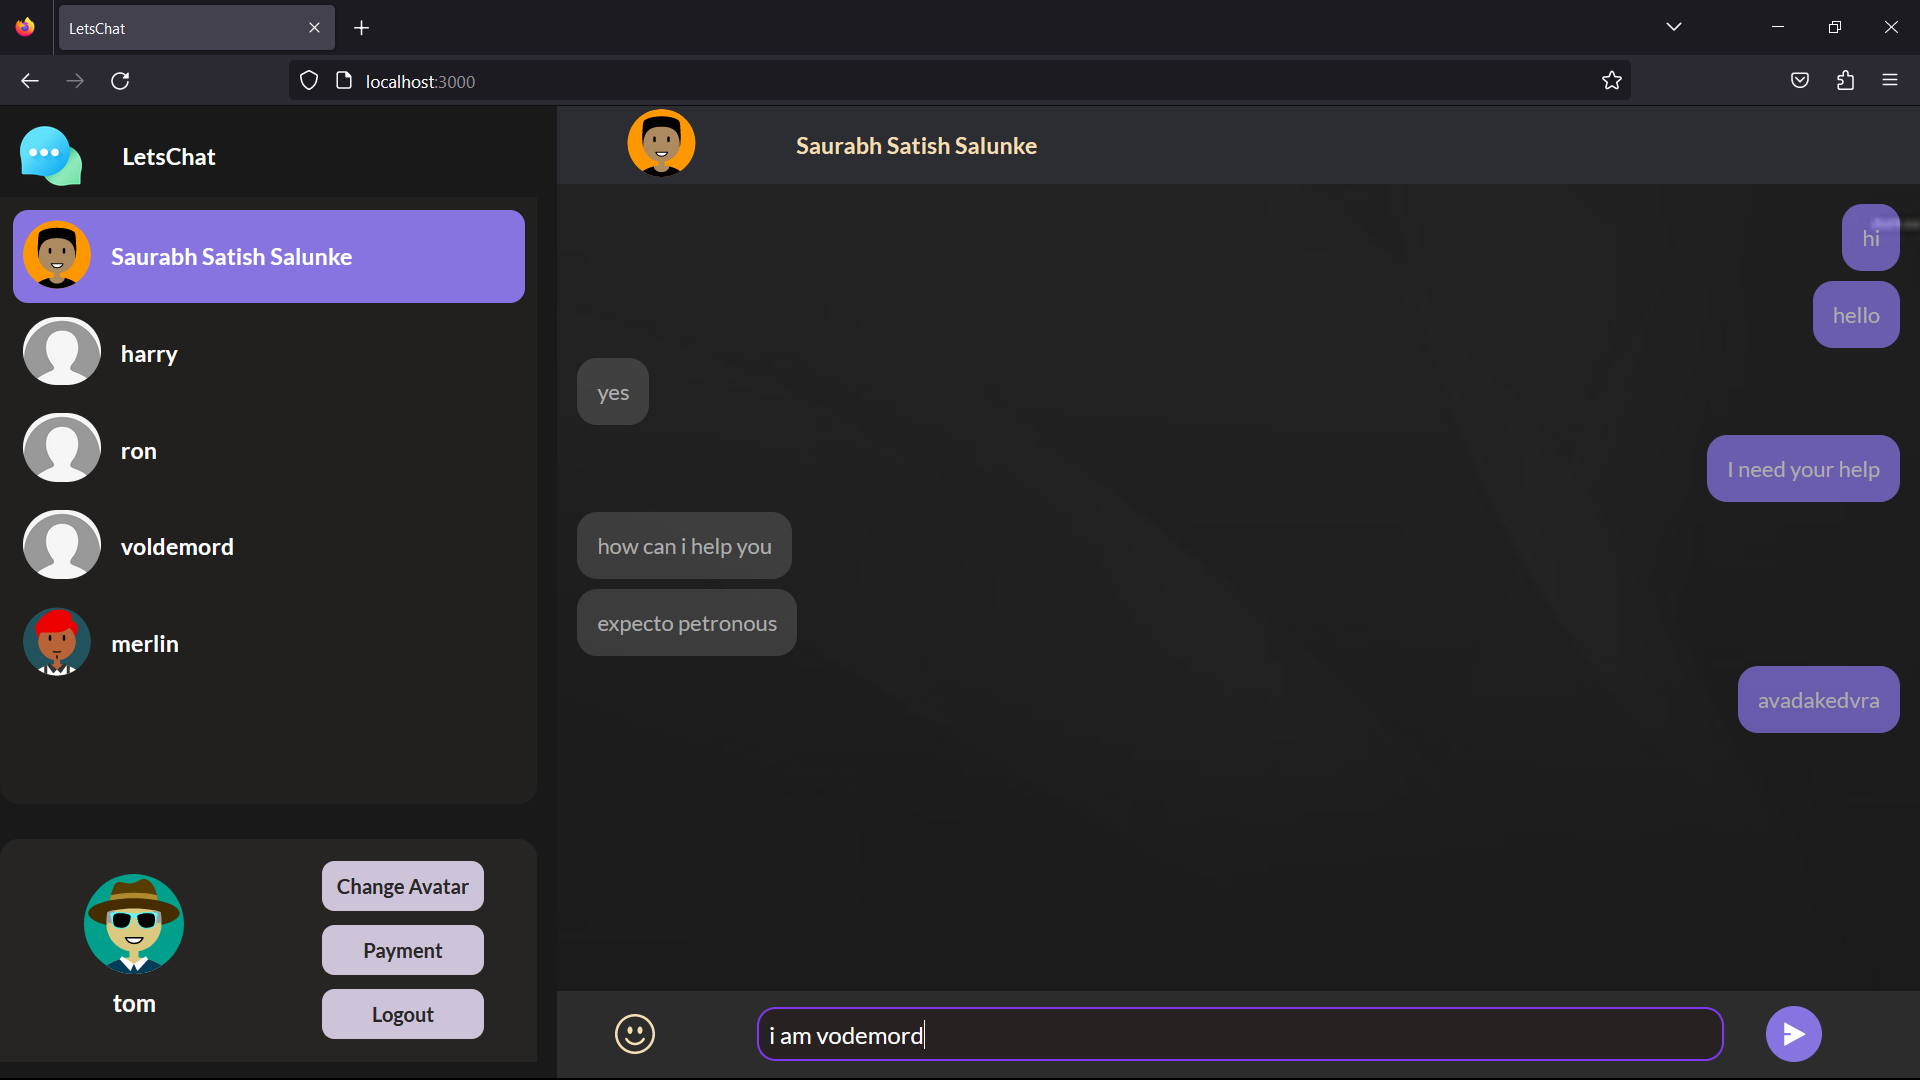 LetsChat
localhost:3000
LetsChat
Saurabh Satish Salunke
harry
ron
voldemord
merlin
tom
Change Avatar
Payment
Logout
Saurabh Satish Salunke
hi
hello
yes
I need your help
how can i help you
expecto petronous
avadakedvra
i am vodemord